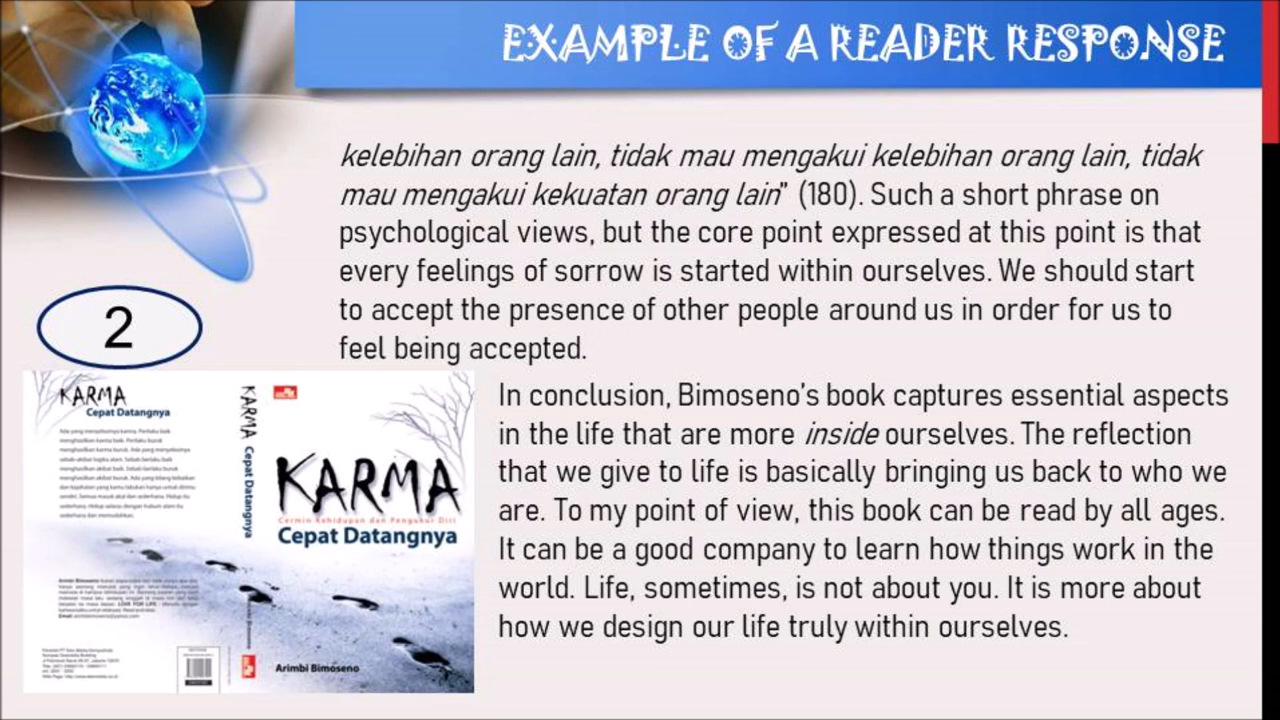 EXAMPLE OF A READER RESPONSE
kelebihan orang lain, tidak mau mengakui kelebihan orang lain, tidak
mau mengakui kekuatan orang lain" (180). Such a short phrase on
psychological views, but the core point expressed at this point is that
every feelings of sorrow is started within ourselves. We should start
to accept the presence of other people around us in order for us to
feel being accepted.
2
In conclusion, Bimoseno's book captures essential aspects
in the life that are more inside ourselves. The reflection
that we give to life is basically bringing us back to who we
are. To my point of view, this book can be read by all ages.
It can be a good company to learn how things work in the
world. Life, sometimes, is not about you. It is more about
how we design our life truly within ourselves.
KARMA
Cepat Datangnya
KARMA Cepat Datangnya
KARMA
Cermin Kehidupan dan Pengukur Diri
Cepat Datangnya
Arimbi Bimoseno